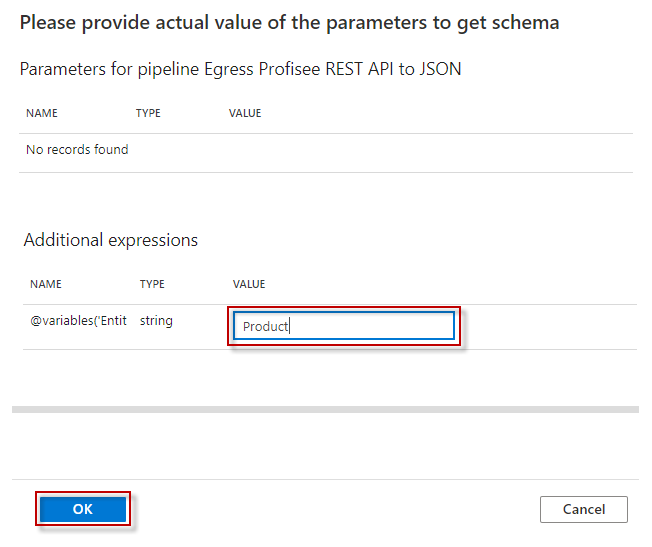 Please provide actual value of the parameters to get schema
Parameters for pipeline Egress Profisee REST API to JSON
NAME TYPE VALUE
No records found
Additional expressions
NAME TYPE VALUE
@variables('Entit string Product
OK Cancel